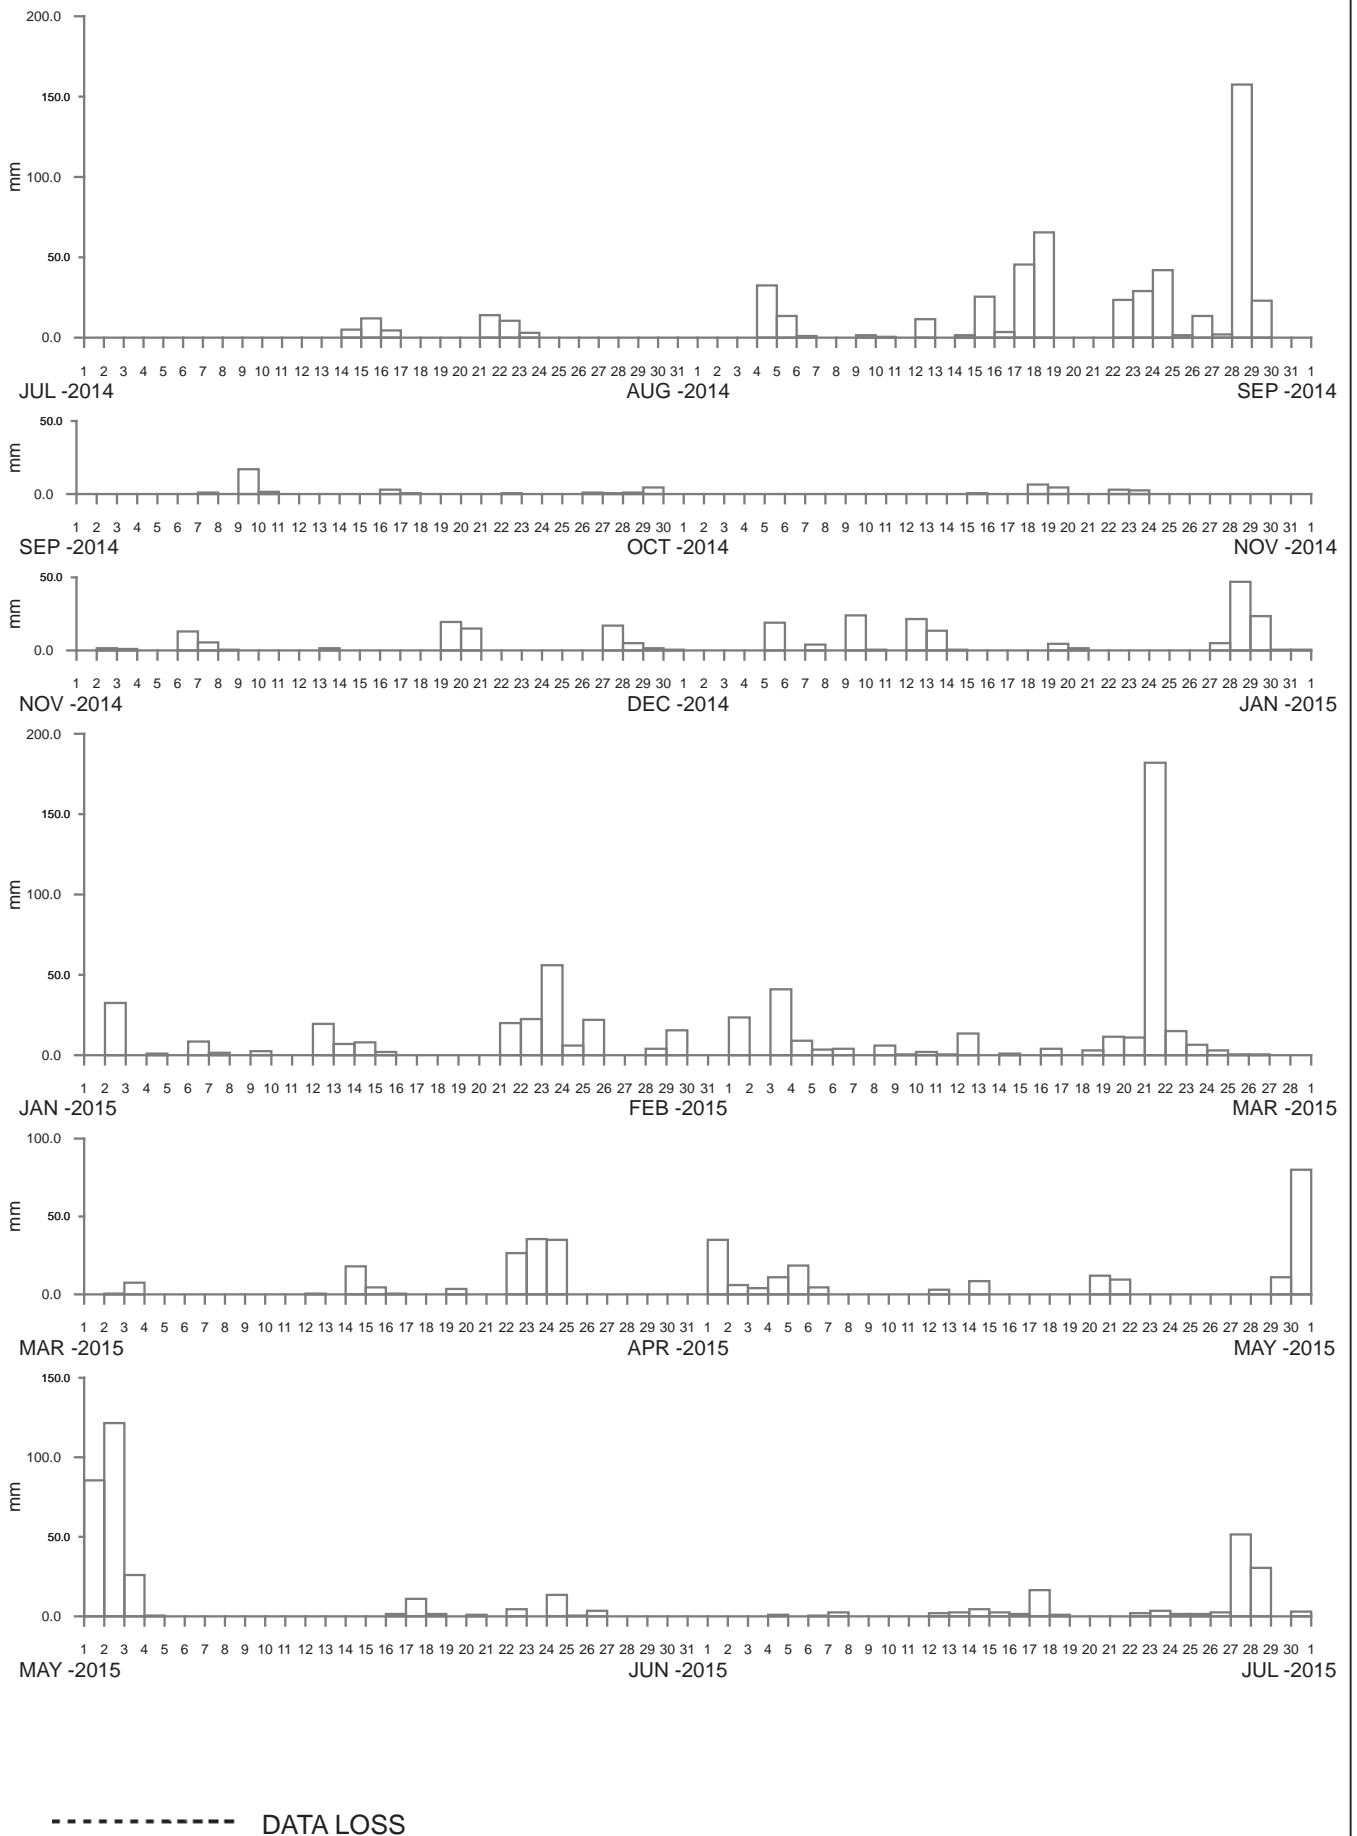 200.0
150.0
100.0
50.0
0.0
mm
1 2 3 4 5 6 7 8 9 10 11 12 13 14 15 16 17 18 19 20 21 22 23 24 25 26 27 28 29 30 31 1 2 3 4 5 6 7 8 9 10 11 12 13 14 15 16 17 18 19 20 21 22 23 24 25 26 27 28 29 30 31 1
JUL -2014 AUG -2014 SEP -2014
50.0
0.0
mm
1 2 3 4 5 6 7 8 9 10 11 12 13 14 15 16 17 18 19 20 21 22 23 24 25 26 27 28 29 30 1 2 3 4 5 6 7 8 9 10 11 12 13 14 15 16 17 18 19 20 21 22 23 24 25 26 27 28 29 30 31 1
SEP -2014 OCT -2014 NOV -2014
50.0
0.0
mm
1 2 3 4 5 6 7 8 9 10 11 12 13 14 15 16 17 18 19 20 21 22 23 24 25 26 27 28 29 30 1 2 3 4 5 6 7 8 9 10 11 12 13 14 15 16 17 18 19 20 21 22 23 24 25 26 27 28 29 30 31 1
NOV -2014 DEC -2014 JAN -2015
200.0
150.0
100.0
50.0
0.0
mm
1 2 3 4 5 6 7 8 9 10 11 12 13 14 15 16 17 18 19 20 21 22 23 24 25 26 27 28 29 30 31 1 2 3 4 5 6 7 8 9 10 11 12 13 14 15 16 17 18 19 20 21 22 23 24 25 26 27 28 1
JAN -2015 FEB -2015 MAR -2015
100.0
50.0
0.0
mm
1 2 3 4 5 6 7 8 9 10 11 12 13 14 15 16 17 18 19 20 21 22 23 24 25 26 27 28 29 30 31 1 2 3 4 5 6 7 8 9 10 11 12 13 14 15 16 17 18 19 20 21 22 23 24 25 26 27 28 29 30 1
MAR -2015 APR -2015 MAY -2015
150.0
100.0
50.0
0.0
mm
1 2 3 4 5 6 7 8 9 10 11 12 13 14 15 16 17 18 19 20 21 22 23 24 25 26 27 28 29 30 31 1 2 3 4 5 6 7 8 9 10 11 12 13 14 15 16 17 18 19 20 21 22 23 24 25 26 27 28 29 30 1
MAY -2015 JUN -2015 JUL -2015
DATA LOSS